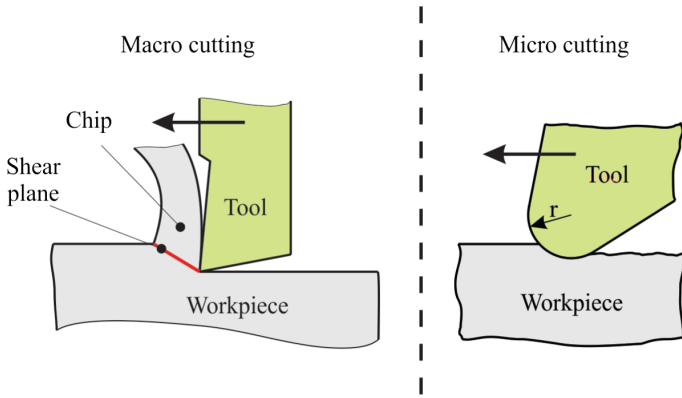 Macro cutting
Micro cutting
Chip
Shear
plane
Tool
Workpiece
Tool
r
Workpiece